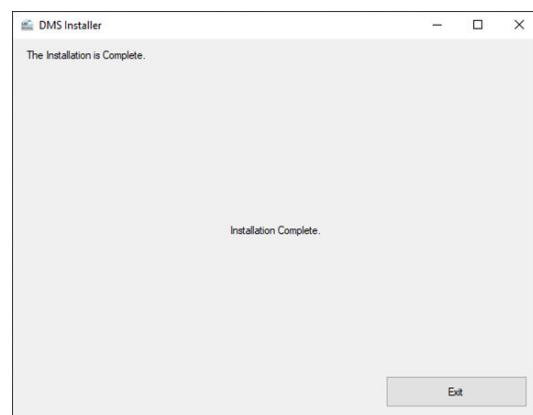 DMS Installer
The Installation is Complete.
Installation Complete.
Exit